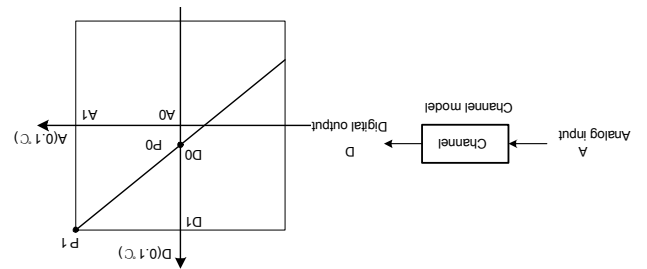 Analog input
A
Channel
Channel model
D
Digital output
D(0.1℃)
P1
D1
D0
P0
A0
A1
A(0.1℃)